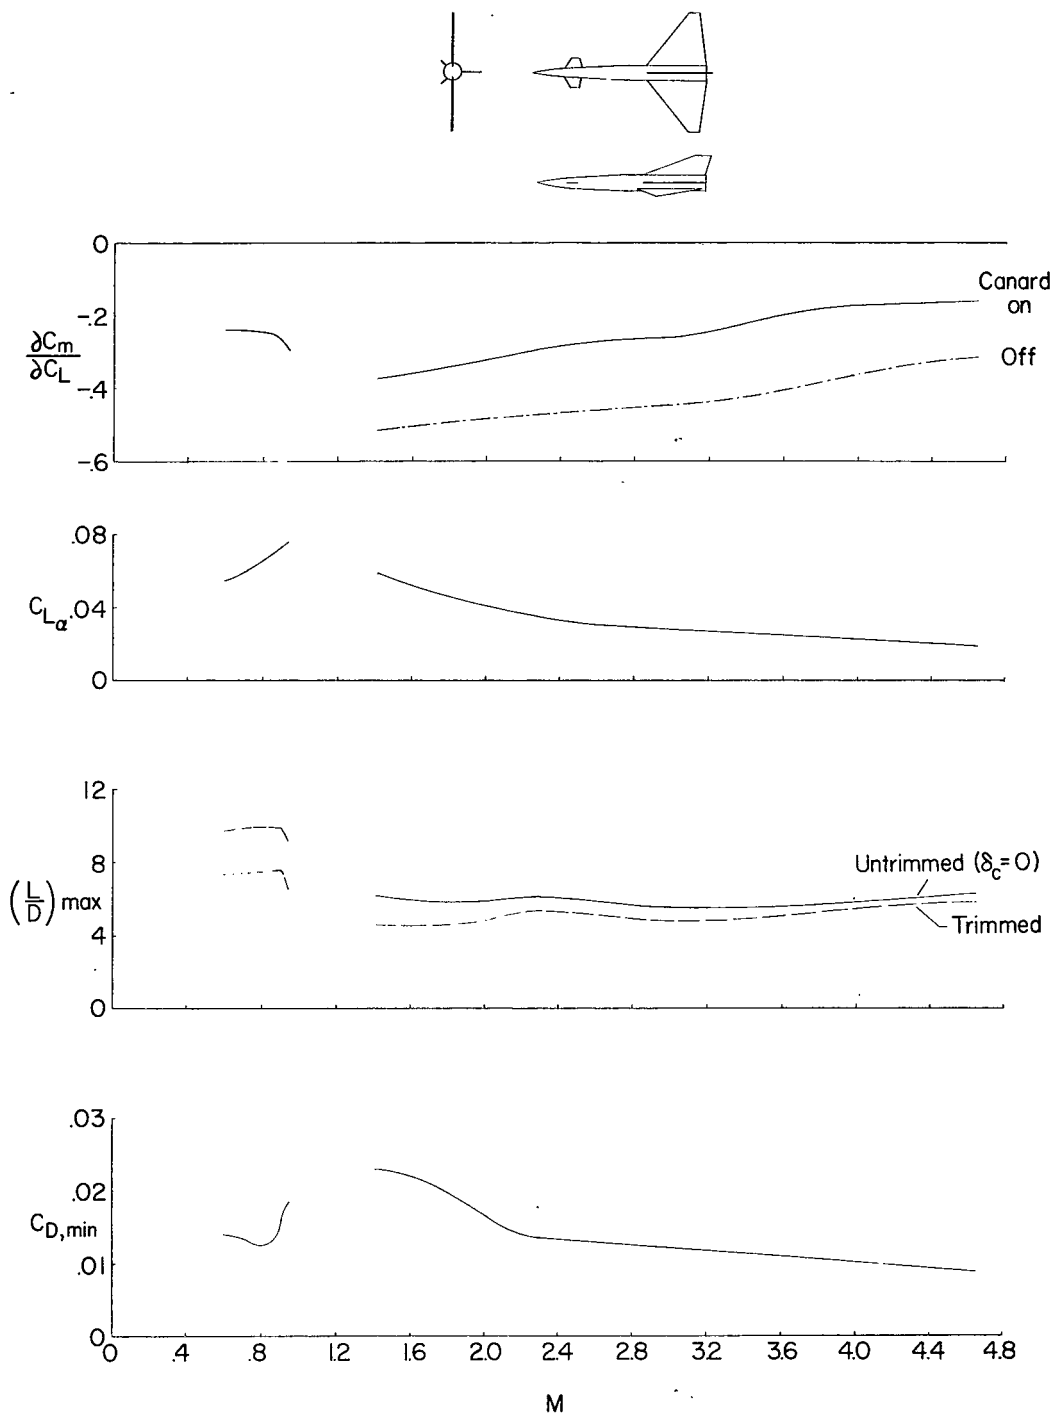 0
-.2
-.4
-.6
∂Cm
∂CL
Canard
on
Off
.08
.04
0
CLα
12
8
4
0
(L/D) max
Untrimmed (δc=0)
Trimmed
.03
.02
.01
0
CD,min
0 .4 .8 1.2 1.6 2.0 2.4 2.8 3.2 3.6 4.0 4.4 4.8
M